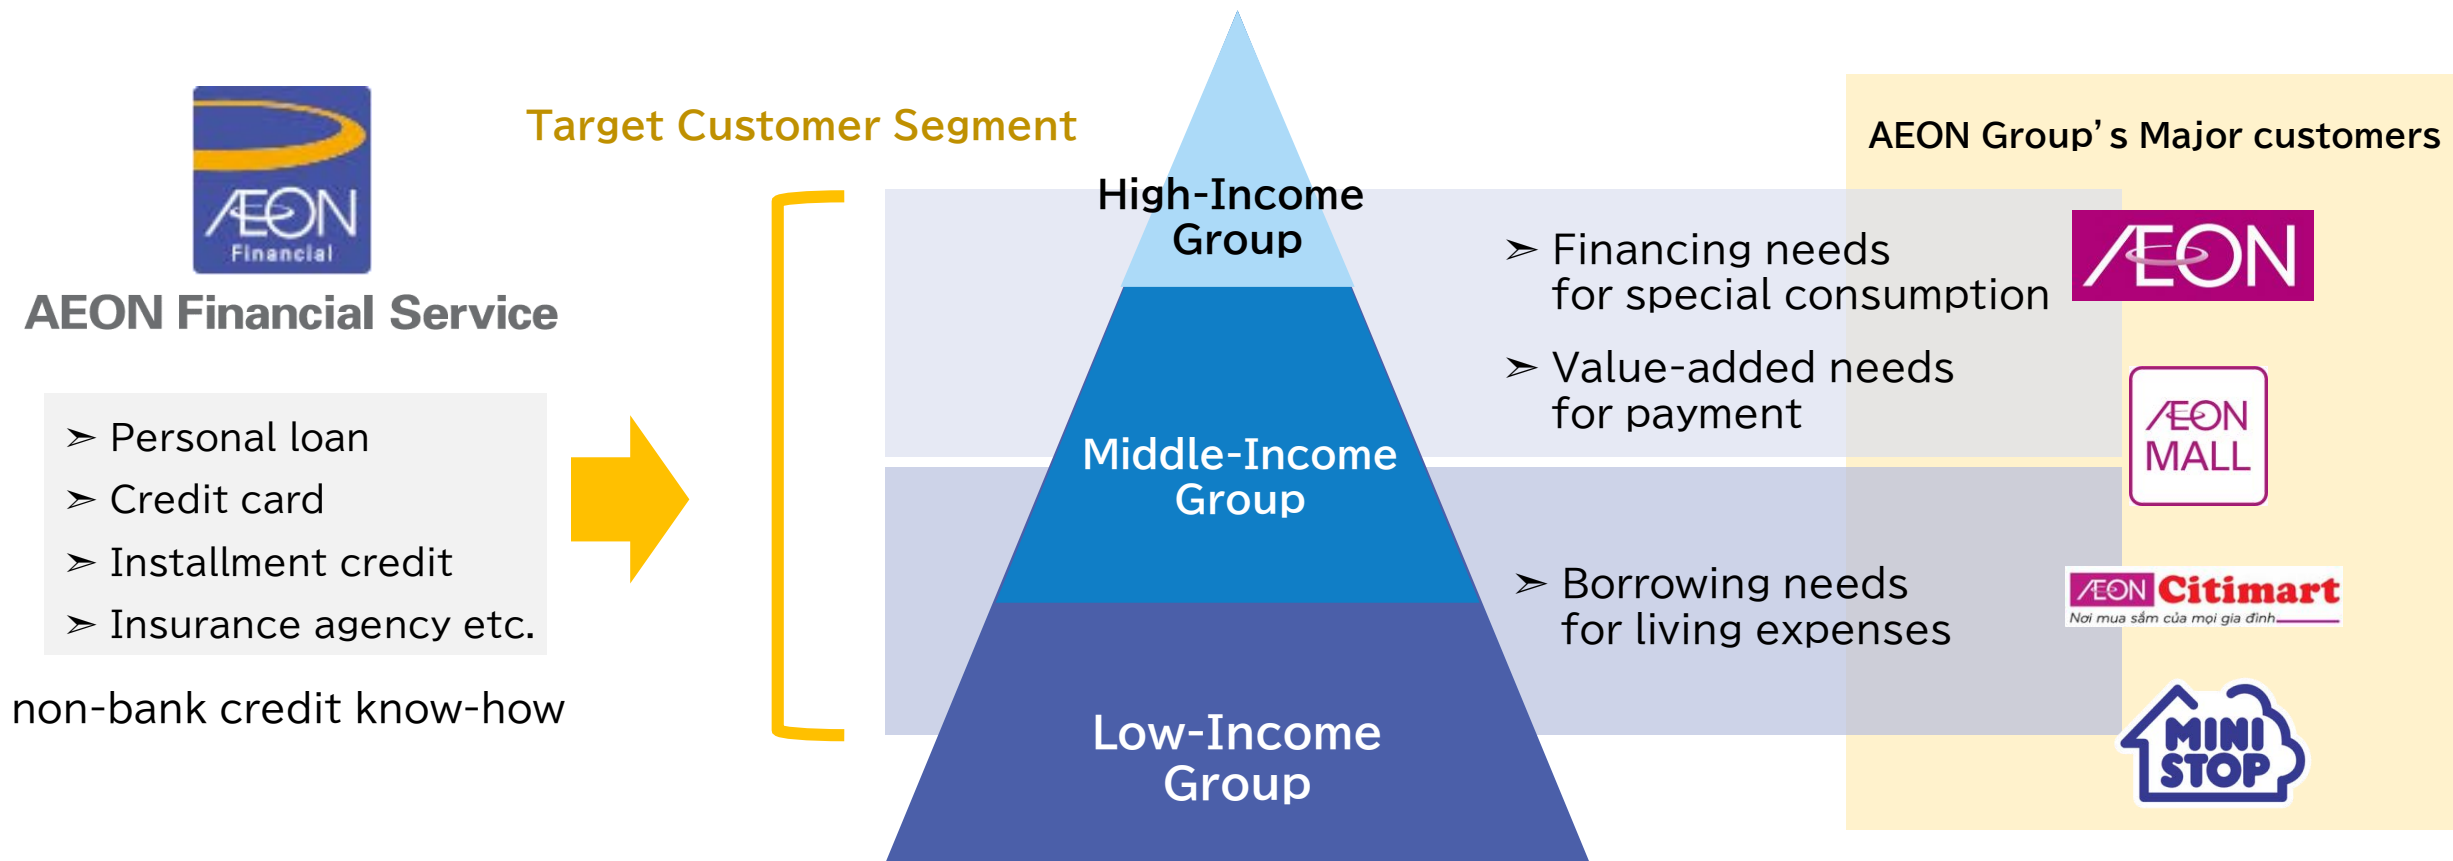 ÆON
Financial
AEON Financial Service
➣ Personal loan
➣ Credit card
➣ Installment credit
➣ Insurance agency etc.
non-bank credit know-how
Target Customer Segment
High-Income
Group
Middle-Income
Group
Low-Income
Group
➣ Financing needs
for special consumption
➣ Value-added needs
for payment
➣ Borrowing needs
for living expenses
AEON Group’s Major customers
ÆON
ÆON
MALL
ÆON Citimart
Nơi mua sắm của mọi gia đình
MINI
STOP